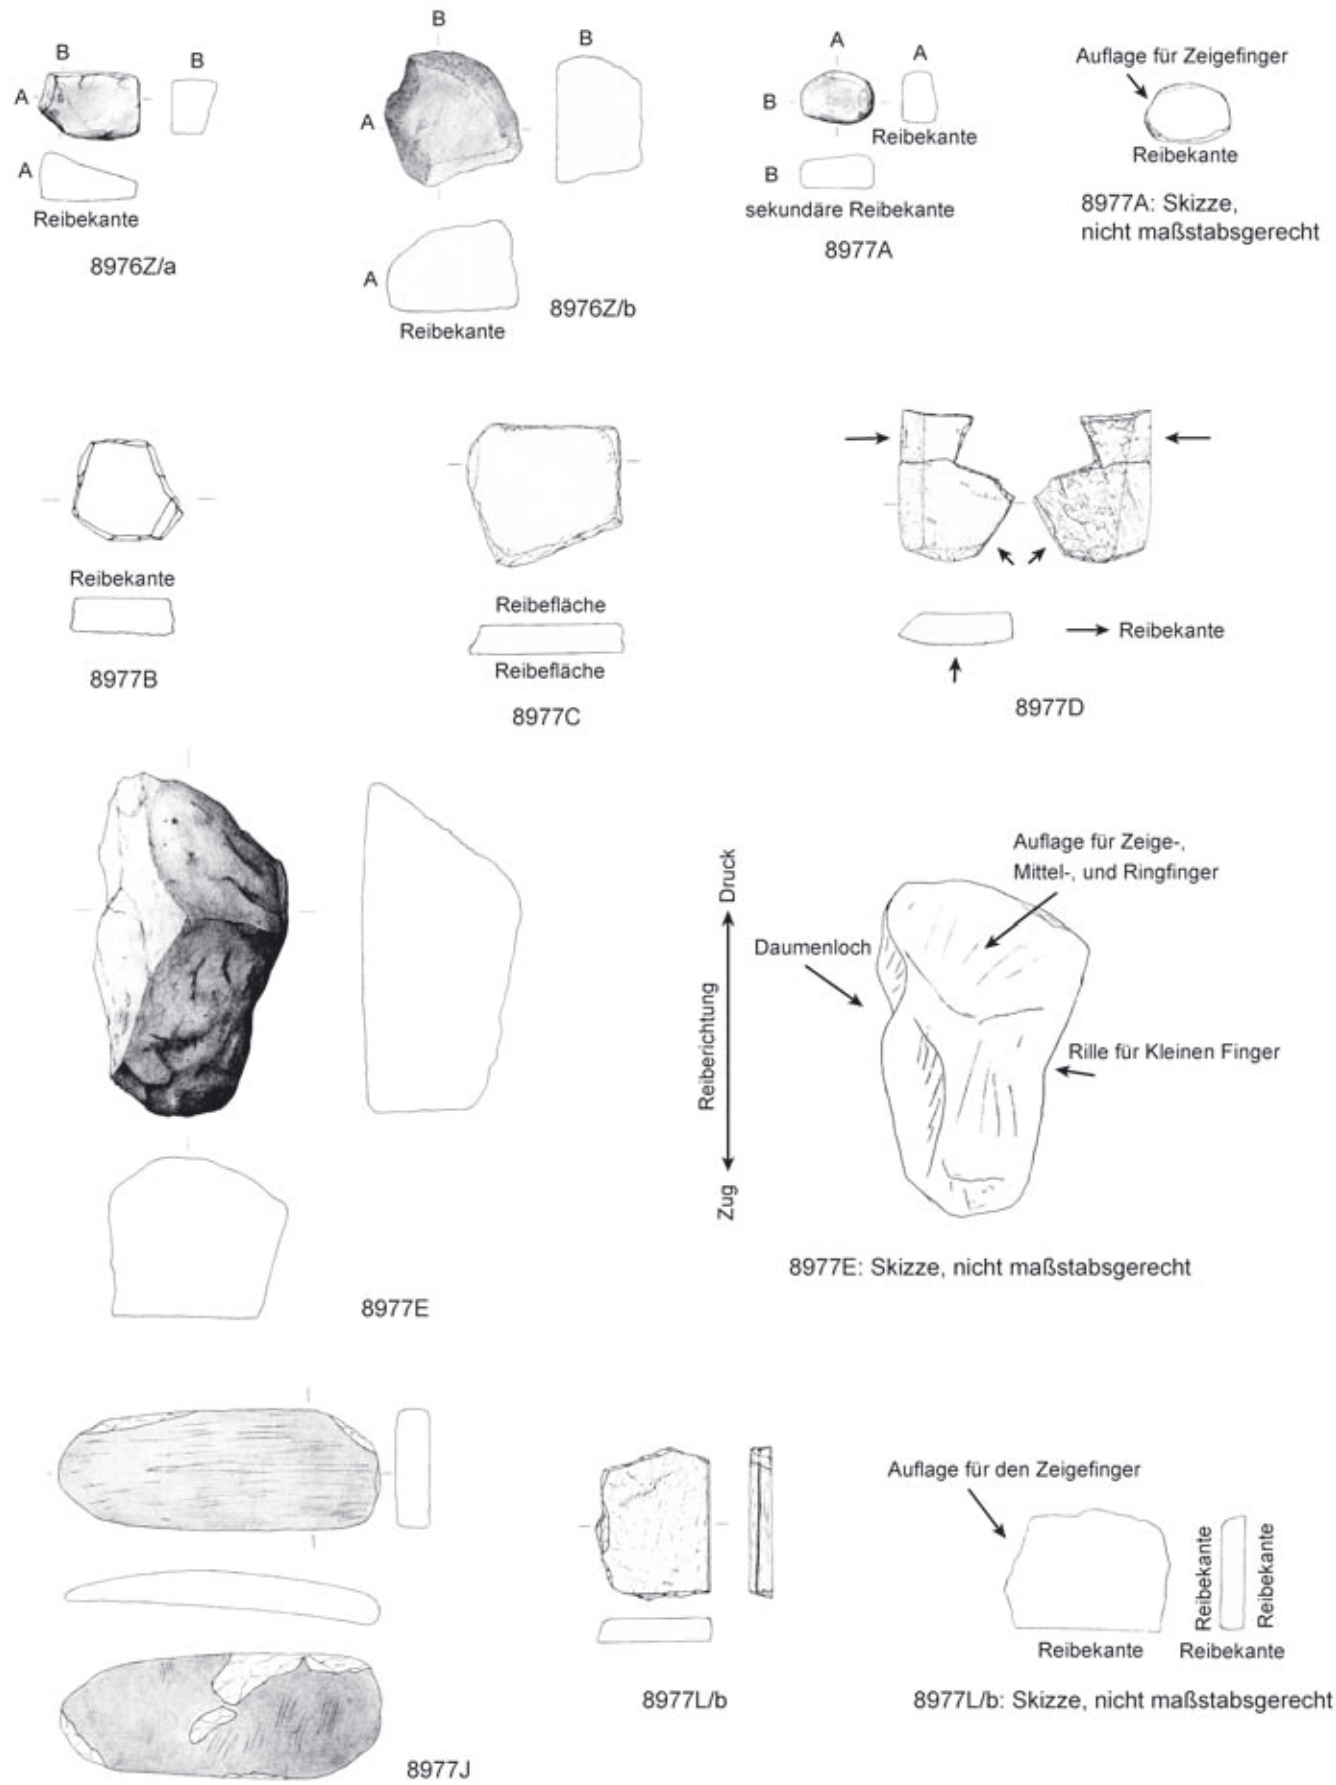 B
B
A
A
Reibekante
8976Z/a
B
B
A
A
Reibekante
8976Z/b
A
A
B
Reibekante
B
sekundäre Reibekante
8977A
Auflage für Zeigefinger
Reibekante
8977A: Skizze,
nicht maßstabsgerecht
Reibekante
8977B
Reibefläche
Reibefläche
8977C
Reibekante
8977D
8977E
Druck
Reiberichtung
Zug
Auflage für Zeige-,
Mittel-, und Ringfinger
Daumenloch
Rille für Kleinen Finger
8977E: Skizze, nicht maßstabsgerecht
8977J
8977L/b
Auflage für den Zeigefinger
Reibekante
Reibekante
Reibekante
Reibekante
8977L/b: Skizze, nicht maßstabsgerecht